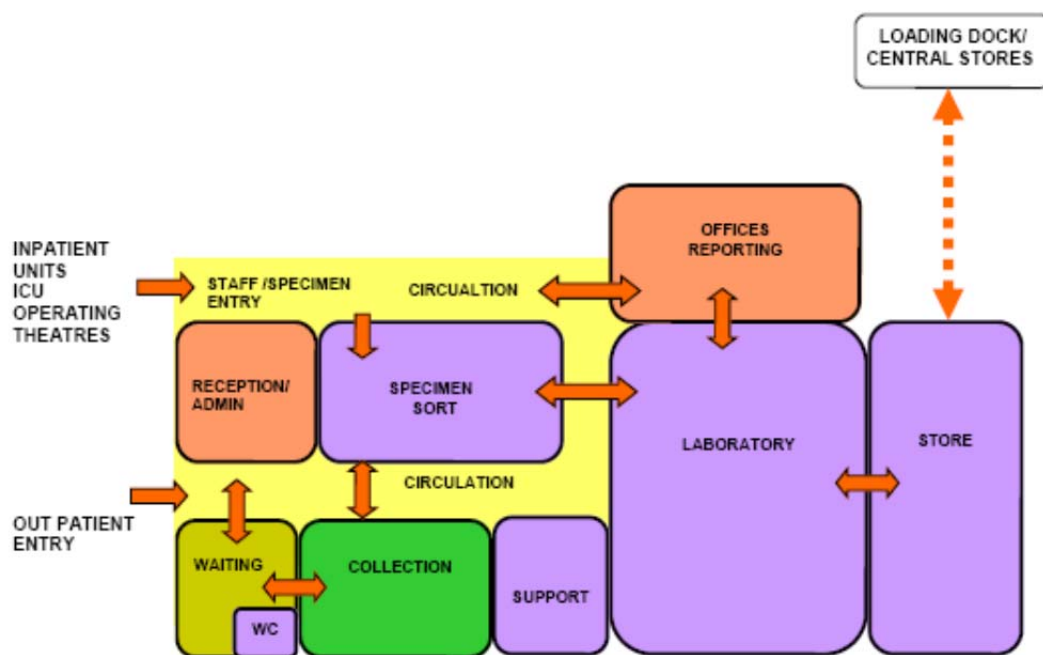 LOADING DOCK/
CENTRAL STORES
OFFICES
REPORTING
INPATIENT
UNITS
ICU
OPERATING
THEATRES
STAFF /SPECIMEN
ENTRY
CIRCUALTION
RECEPTION/
ADMIN
SPECIMEN
SORT
LABORATORY
STORE
CIRCULATION
OUT PATIENT
ENTRY
WAITING
COLLECTION
SUPPORT
WC